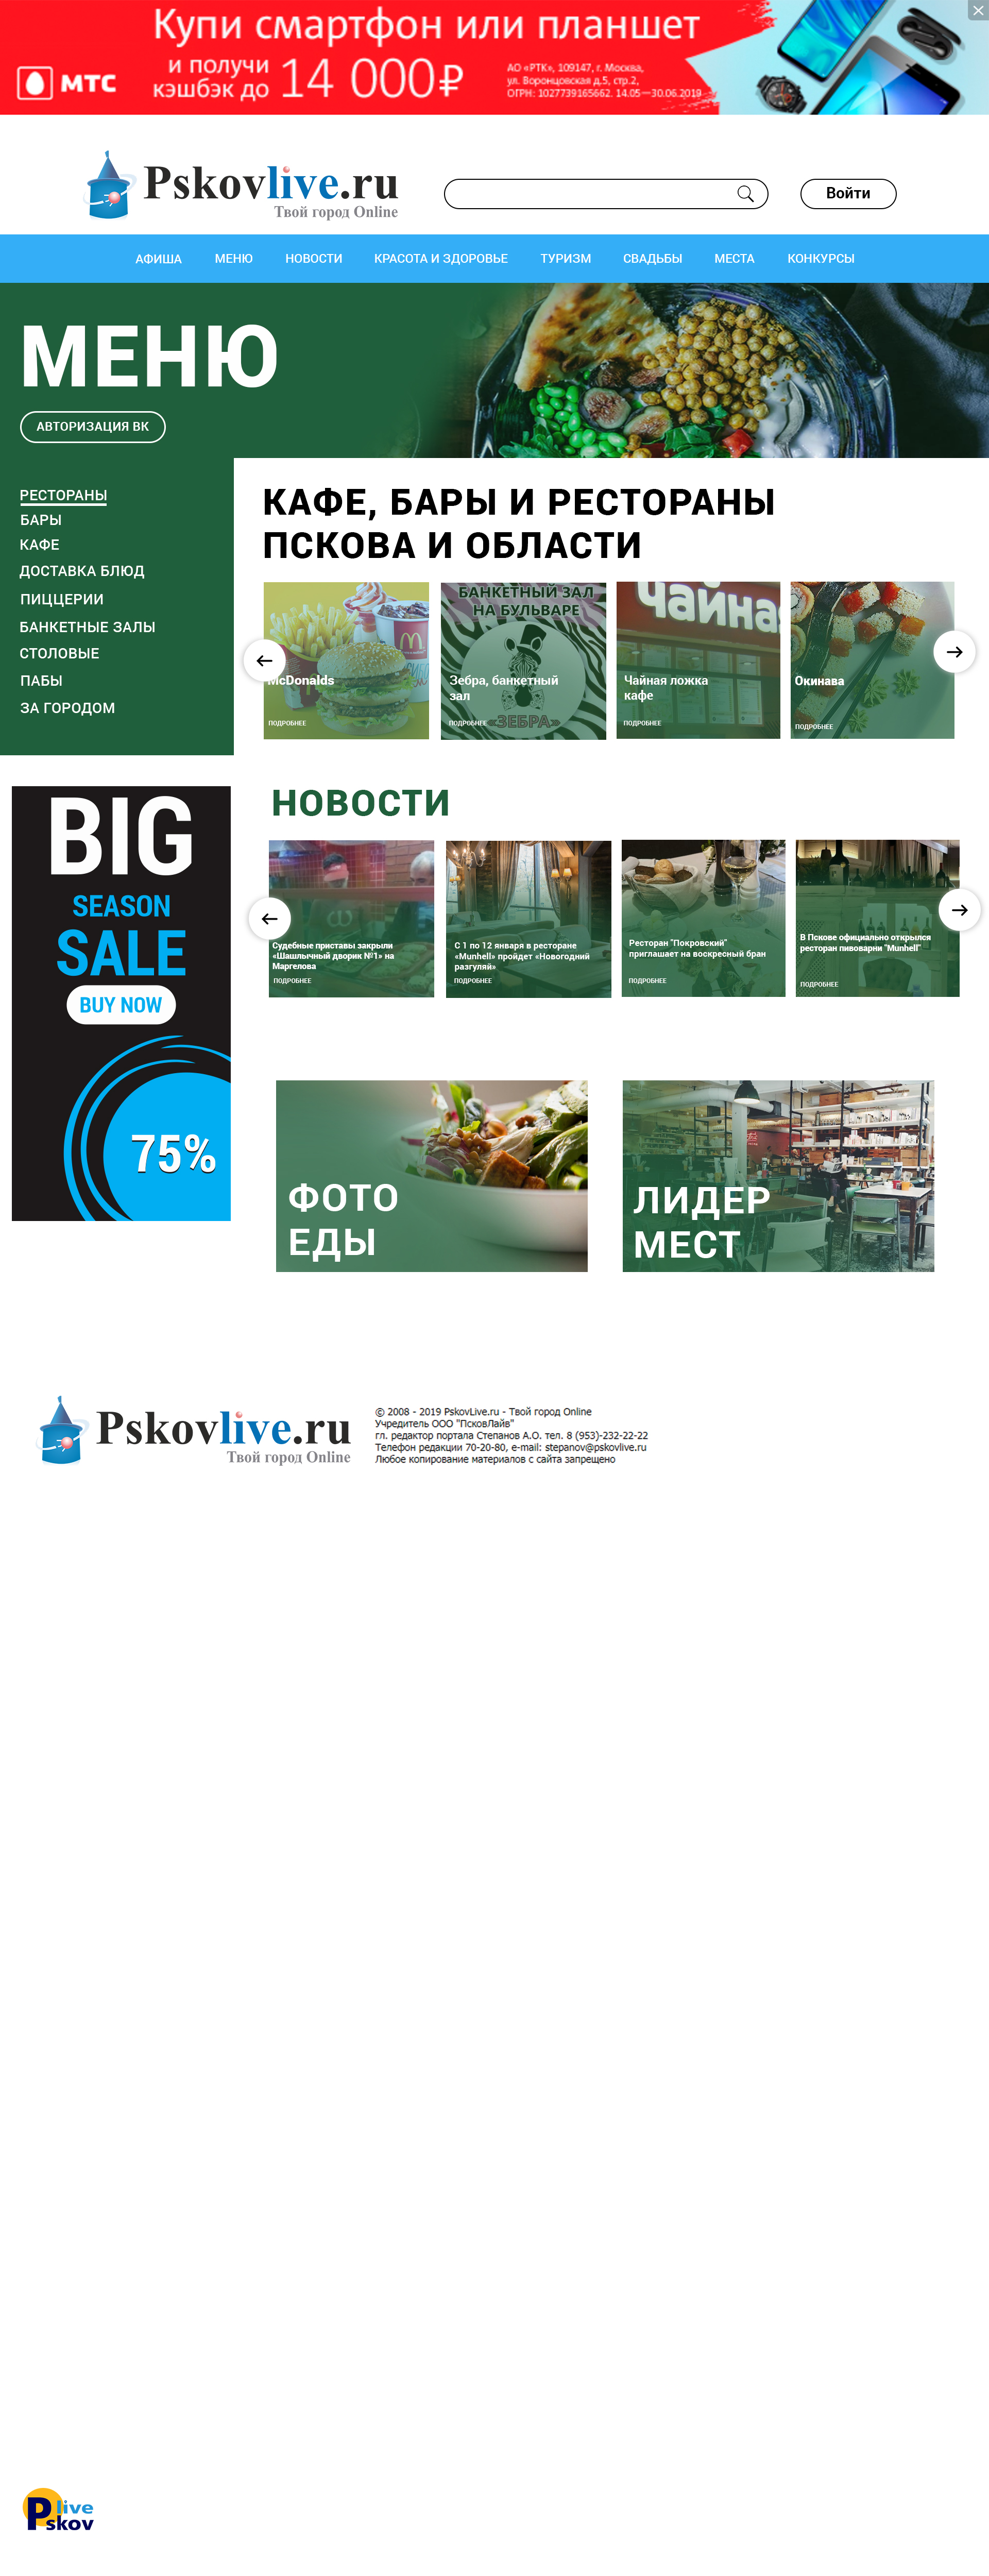 Купи смартфон или планшет
и получи
кэшбэк до 14 000 ₽
МТС
АО «РТК», 109147, г. Москва,
ул. Воронцовская д.5, стр.2,
ОГРН: 1027739165662. 14.05—30.06.2019
Pskovlive.ru
Твой город Online
Войти
АФИША МЕНЮ НОВОСТИ КРАСОТА И ЗДОРОВЬЕ ТУРИЗМ СВАДЬБЫ МЕСТА КОНКУРСЫ
МЕНЮ
АВТОРИЗАЦИЯ ВК
РЕСТОРАНЫ
БАРЫ
КАФЕ
ДОСТАВКА БЛЮД
ПИЦЦЕРИИ
БАНКЕТНЫЕ ЗАЛЫ
СТОЛОВЫЕ
ПАБЫ
ЗА ГОРОДОМ
КАФЕ, БАРЫ И РЕСТОРАНЫ
ПСКОВА И ОБЛАСТИ
McDonalds
ПОДРОБНЕЕ
БАНКЕТНЫЙ ЗАЛ
НА БУЛЬВАРЕ
Зебра, банкетный
зал
ПОДРОБНЕЕ
«ЗЕБРА»
Чайная
Чайная ложка
кафе
ПОДРОБНЕЕ
Окинава
ПОДРОБНЕЕ
BIG
SEASON
SALE
BUY NOW
75%
НОВОСТИ
Судебные приставы закрыли
«Шашлычный дворик №1» на
Маргелова
ПОДРОБНЕЕ
С 1 по 12 января в ресторане
«Munhell» пройдет «Новогодний
разгуляй»
ПОДРОБНЕЕ
Ресторан "Покровский"
приглашает на воскресный бран
ПОДРОБНЕЕ
В Пскове официально открылся
ресторан пивоварни "Munhell"
ПОДРОБНЕЕ
ФОТО
ЕДЫ
ЛИДЕР
МЕСТ
Pskovlive.ru
Твой город Online
© 2008 - 2019 PskovLive.ru - Твой город Online
Учредитель ООО "ПсковЛайв"
гл. редактор портала Степанов А.О. тел. 8 (953)-232-22-22
Телефон редакции 70-20-80, e-mail: stepanov@pskovlive.ru
Любое копирование материалов с сайта запрещено
live
Pskov